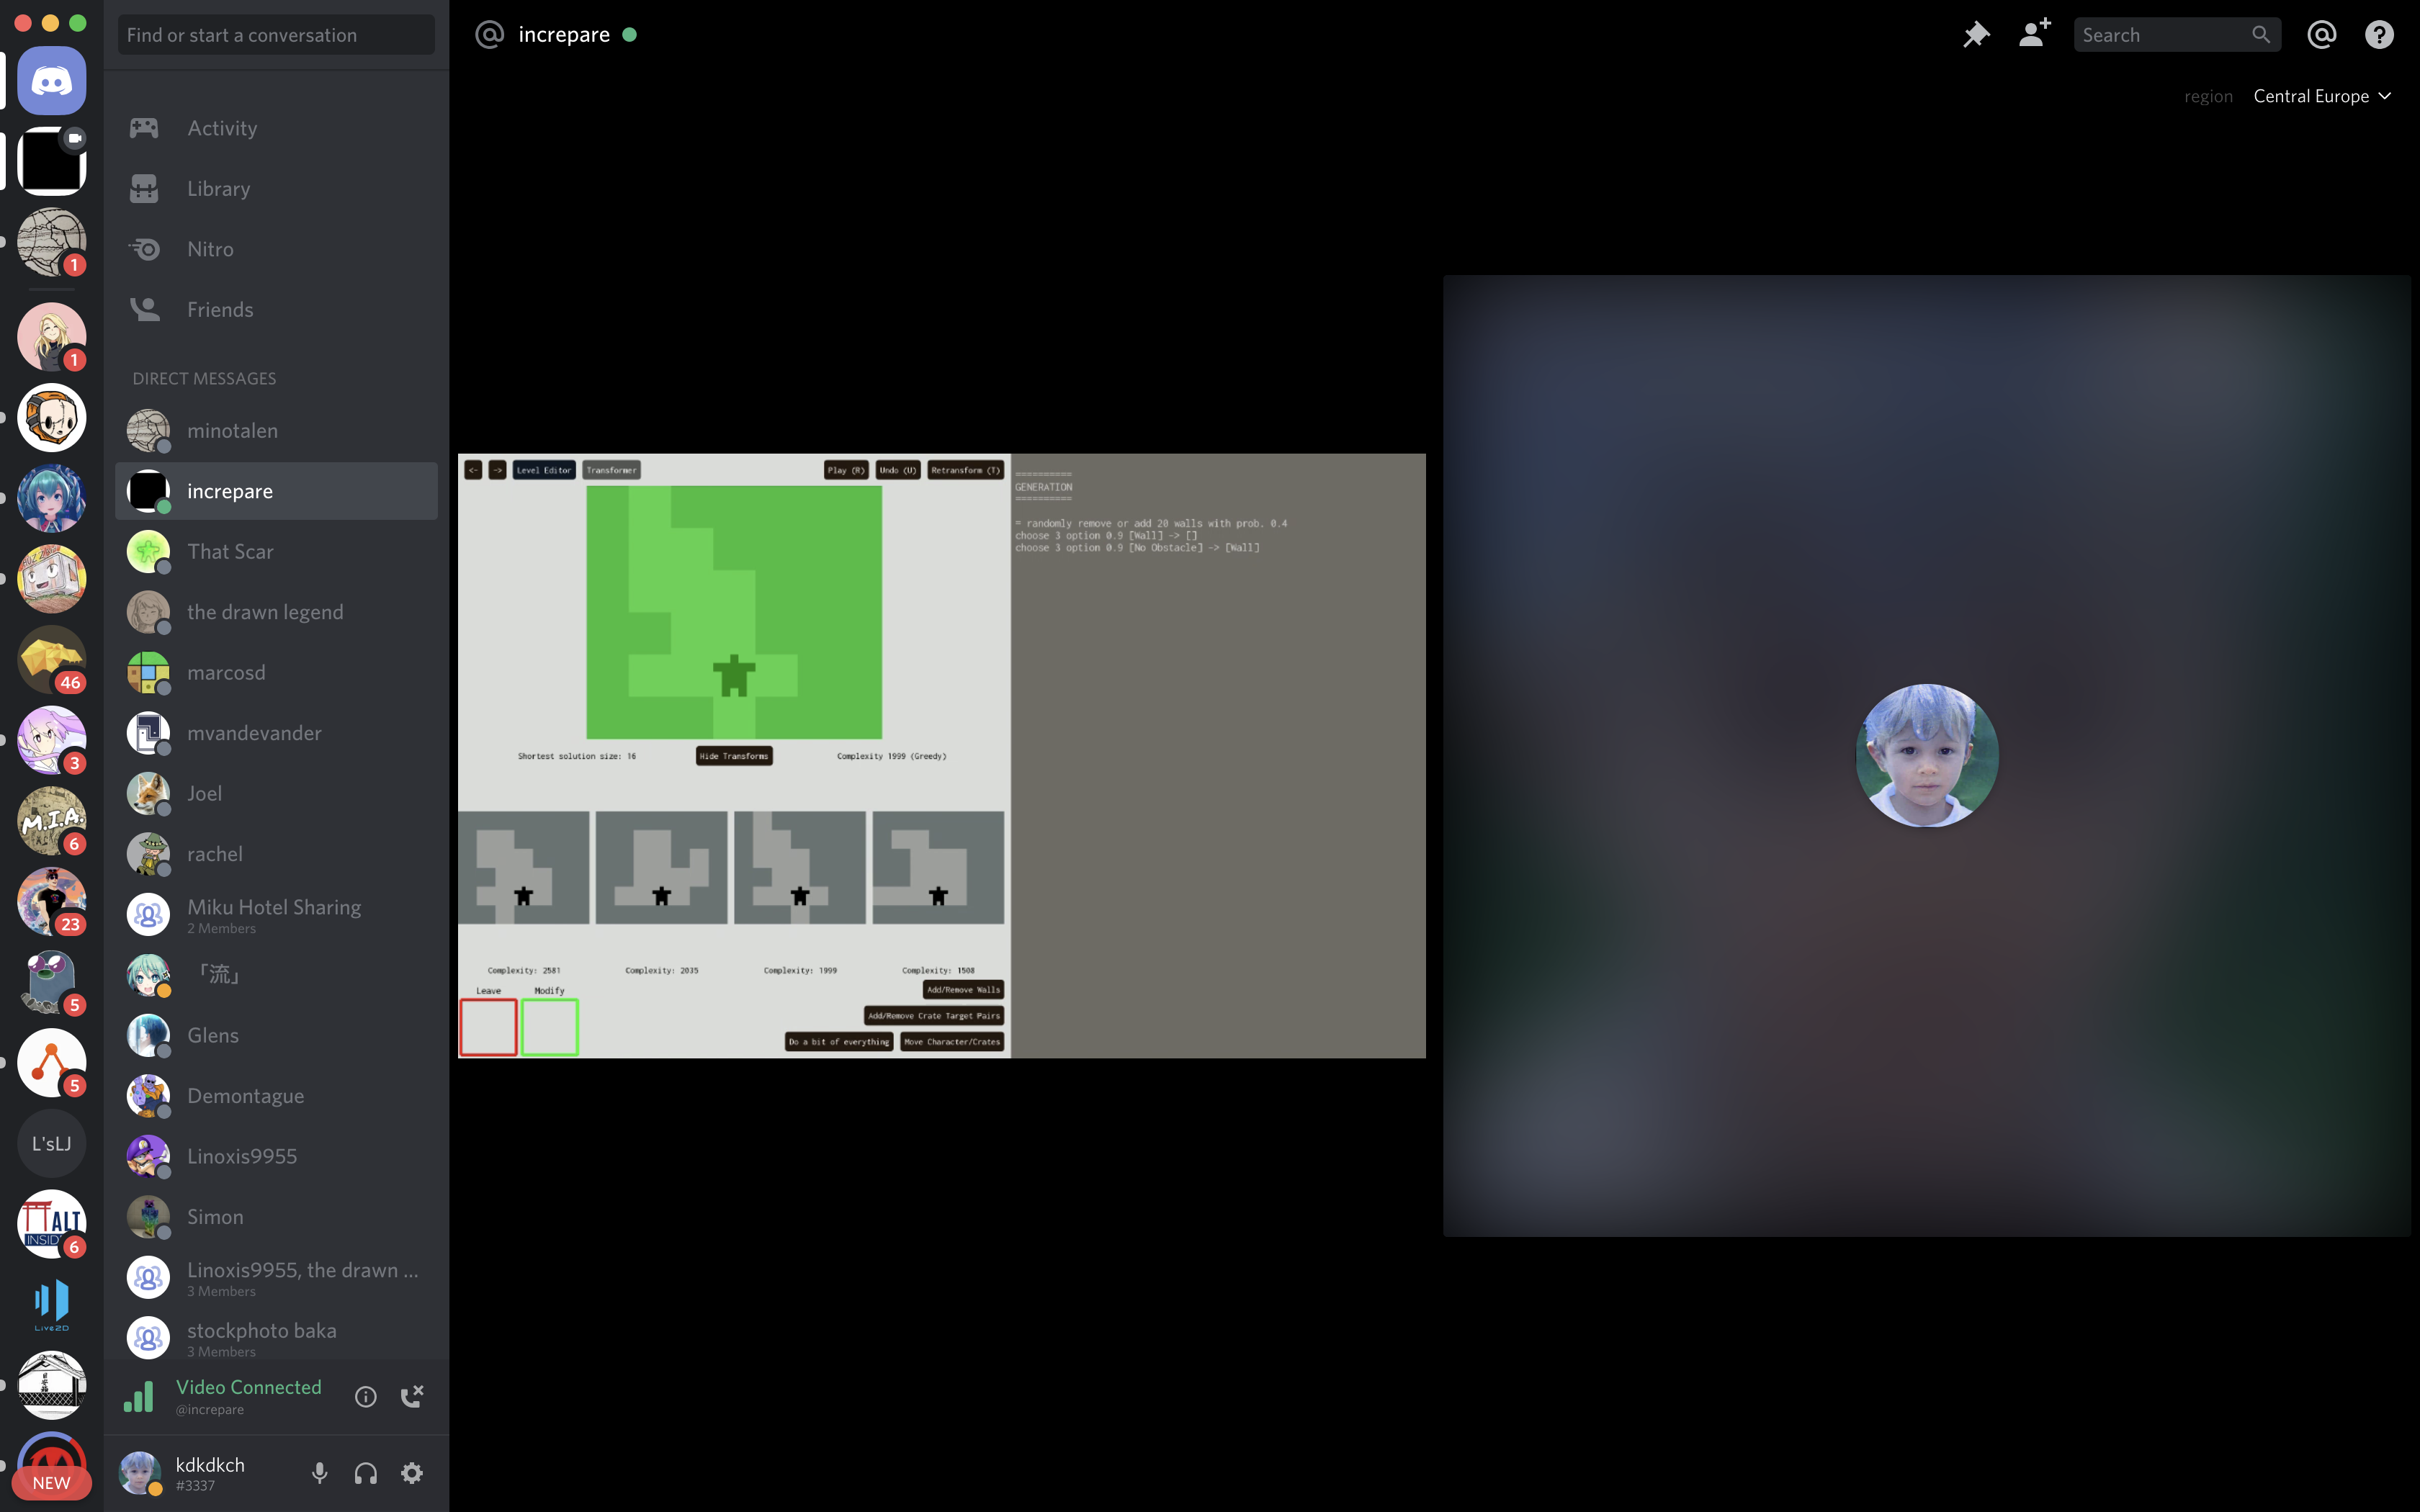 Find or start a conversation
increpare
Search
region Central Europe
Activity
Library
Nitro
Friends
DIRECT MESSAGES
minotalen
increpare
That Scar
the drawn legend
marcosd
mvandevander
Joel
rachel
Miku Hotel Sharing
2 Members
「流」
Glens
Demontague
Linoxis9955
Simon
Linoxis9955, the drawn ...
3 Members
stockphoto baka
3 Members
Video Connected
@increpare
kdkdkch
#3337
1
1
46
3
M.I.A.
6
23
5
5
L'sLJ
ALT
INSID
6
Live2D
NEW
<- -> Level Editor Transformer Play (R) Undo (U) Retransform (T)
Shortest solution size: 16 Hide Transforms Complexity 1999 (Greedy)
Complexity: 2581 Complexity: 2035 Complexity: 1999 Complexity: 1508
Leave Modify
Add/Remove Walls
Add/Remove Crate Target Pairs
Do a bit of everything Move Character/Crates
==========
GENERATION
==========
= randomly remove or add 20 walls with prob. 0.4
choose 3 option 0.9 [Wall] -> []
choose 3 option 0.9 [No Obstacle] -> [Wall]